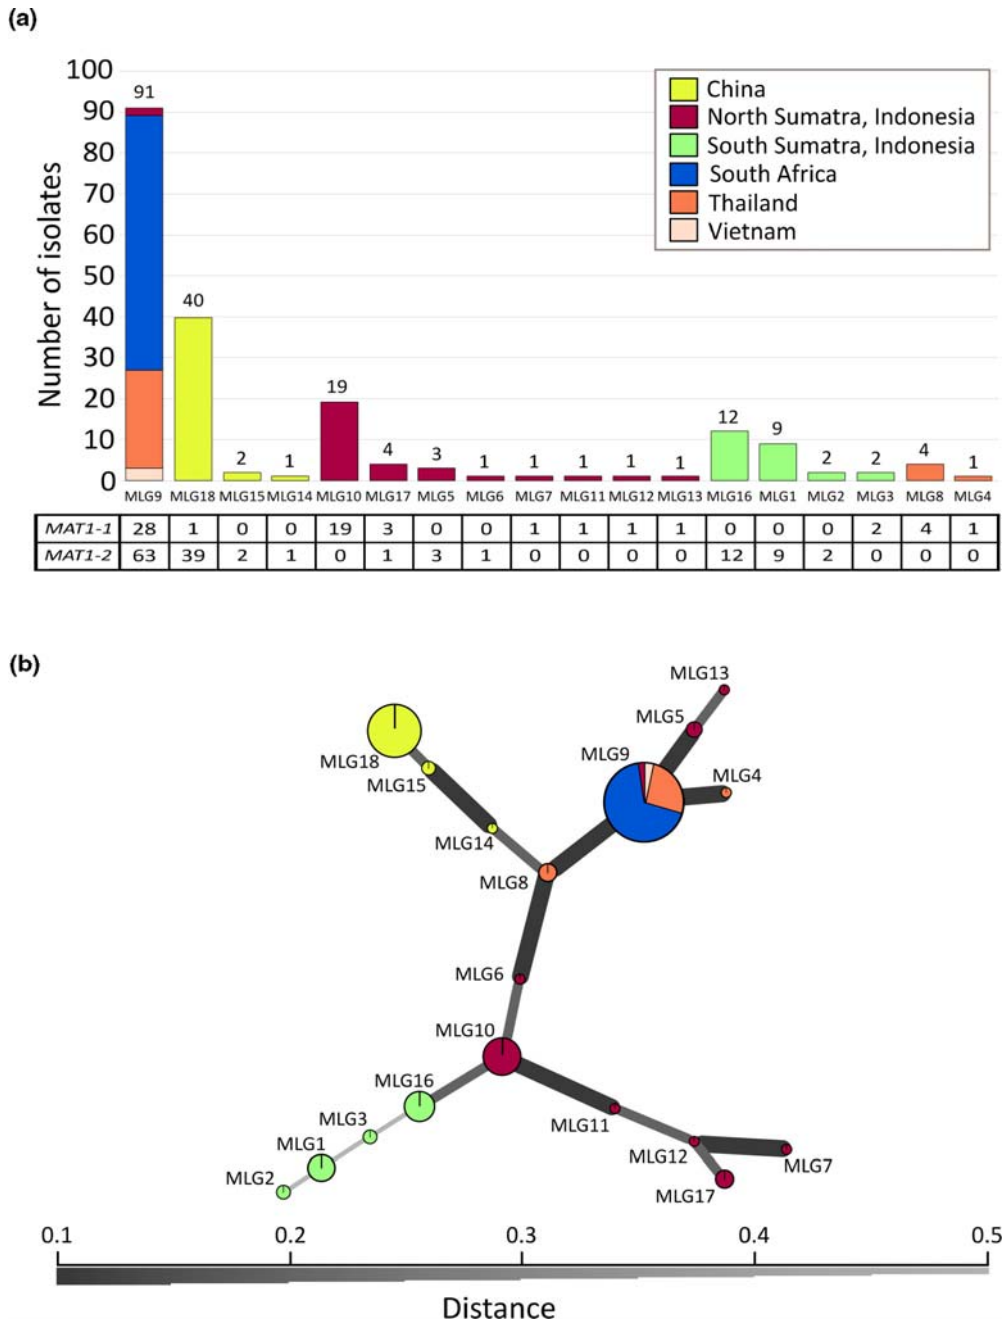 (a)
100
90
80
70
60
50
40
30
20
10
0
Number of isolates
China
North Sumatra, Indonesia
South Sumatra, Indonesia
South Africa
Thailand
Vietnam
91 40 2 1 19 4 3 1 1 1 1 1 12 9 2 2 4 1
MLG9 MLG18 MLG15 MLG14 MLG10 MLG17 MLG5 MLG6 MLG7 MLG11 MLG12 MLG13 MLG16 MLG1 MLG2 MLG3 MLG8 MLG4
MAT1-1 28 1 0 0 19 3 0 0 1 1 1 1 0 0 0 2 4 1
MAT1-2 63 39 2 1 0 1 3 1 0 0 0 0 12 9 2 0 0 0
(b)
MLG13
MLG5
MLG9
MLG18
MLG4
MLG15
MLG14
MLG8
MLG6
MLG10
MLG16
MLG3
MLG11
MLG1
MLG12
MLG7
MLG2
MLG17
0.1 0.2 0.3 0.4 0.5
Distance